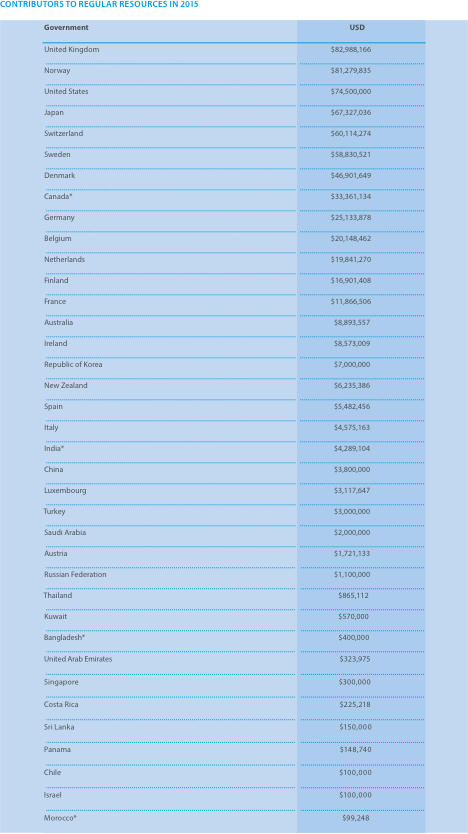 CONTRIBUTORS TO REGULAR RESOURCES IN 2015
Government USD
United Kingdom $82,988,166
Norway $81,279,835
United States $74,500,000
Japan $67,327,036
Switzerland $60,114,274
Sweden $58,830,521
Denmark $46,901,649
Canada* $33,361,134
Germany $25,133,878
Belgium $20,148,462
Netherlands $19,841,270
Finland $16,901,408
France $11,866,506
Australia $8,893,557
Ireland $8,573,009
Republic of Korea $7,000,000
New Zealand $6,235,386
Spain $5,482,456
Italy $4,575,163
India* $4,289,104
China $3,800,000
Luxembourg $3,117,647
Turkey $3,000,000
Saudi Arabia $2,000,000
Austria $1,721,133
Russian Federation $1,100,000
Thailand $865,112
Kuwait $570,000
Bangladesh* $400,000
United Arab Emirates $323,975
Singapore $300,000
Costa Rica $225,218
Sri Lanka $150,000
Panama $148,740
Chile $100,000
Israel $100,000
Morocco* $99,248